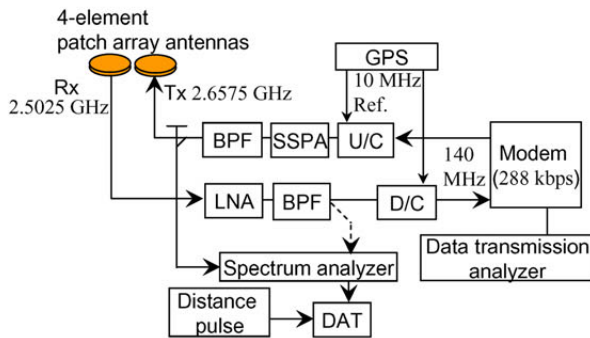 4-element
patch array antennas
Rx
2.5025 GHz
Tx 2.6575 GHz
GPS
10 MHz
Ref.
BPF
SSPA
U/C
140
MHz
Modem
(288 kbps)
LNA
BPF
D/C
Data transmission
analyzer
Spectrum analyzer
Distance
pulse
DAT